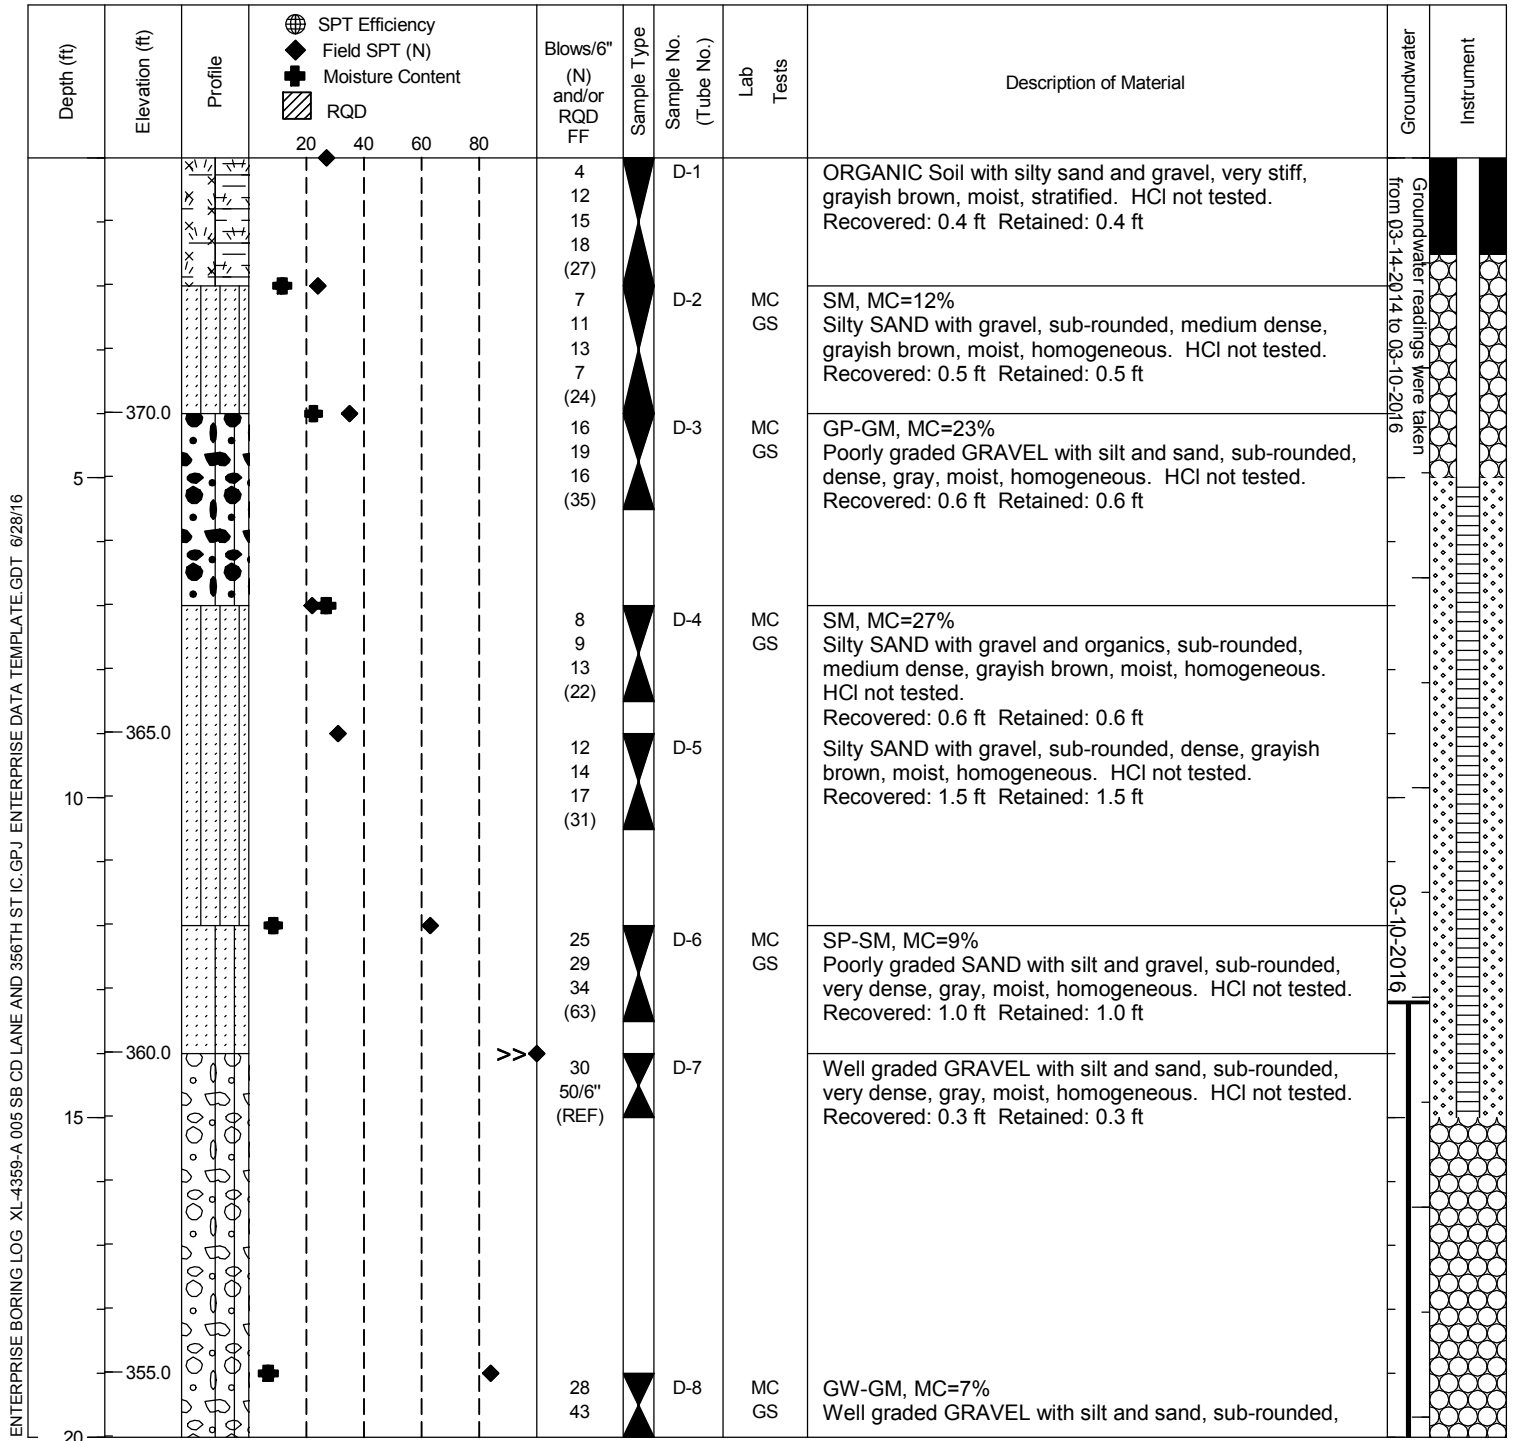 Depth (ft)
Elevation (ft)
Profile
SPT Efficiency
Field SPT (N)
Moisture Content
RQD
20 40 60 80
Blows/6"
(N)
and/or
RQD
FF
Sample Type
Sample No.
(Tube No.)
Lab
Tests
Description of Material
Groundwater
Instrument
4
12
15
18
(27)
D-1
ORGANIC Soil with silty sand and gravel, very stiff,
grayish brown, moist, stratified. HCl not tested.
Recovered: 0.4 ft Retained: 0.4 ft
Groundwater readings were taken
from 03-14-2014 to 03-10-2016
7
11
13
7
(24)
D-2
MC
GS
SM, MC=12%
Silty SAND with gravel, sub-rounded, medium dense,
grayish brown, moist, homogeneous. HCl not tested.
Recovered: 0.5 ft Retained: 0.5 ft
370.0
5
16
19
16
(35)
D-3
MC
GS
GP-GM, MC=23%
Poorly graded GRAVEL with silt and sand, sub-rounded,
dense, gray, moist, homogeneous. HCl not tested.
Recovered: 0.6 ft Retained: 0.6 ft
8
9
13
(22)
D-4
MC
GS
SM, MC=27%
Silty SAND with gravel and organics, sub-rounded,
medium dense, grayish brown, moist, homogeneous.
HCl not tested.
Recovered: 0.6 ft Retained: 0.6 ft
365.0
10
12
14
17
(31)
D-5
Silty SAND with gravel, sub-rounded, dense, grayish
brown, moist, homogeneous. HCl not tested.
Recovered: 1.5 ft Retained: 1.5 ft
03-10-2016
25
29
34
(63)
D-6
MC
GS
SP-SM, MC=9%
Poorly graded SAND with silt and gravel, sub-rounded,
very dense, gray, moist, homogeneous. HCl not tested.
Recovered: 1.0 ft Retained: 1.0 ft
360.0
>>
15
30
50/6"
(REF)
D-7
Well graded GRAVEL with silt and sand, sub-rounded,
very dense, gray, moist, homogeneous. HCl not tested.
Recovered: 0.3 ft Retained: 0.3 ft
355.0
20
28
43
D-8
MC
GS
GW-GM, MC=7%
Well graded GRAVEL with silt and sand, sub-rounded,
ENTERPRISE BORING LOG XL-4359-A 005 SB CD LANE AND 356TH ST IC.GPJ ENTERPRISE DATA TEMPLATE.GDT 6/28/16